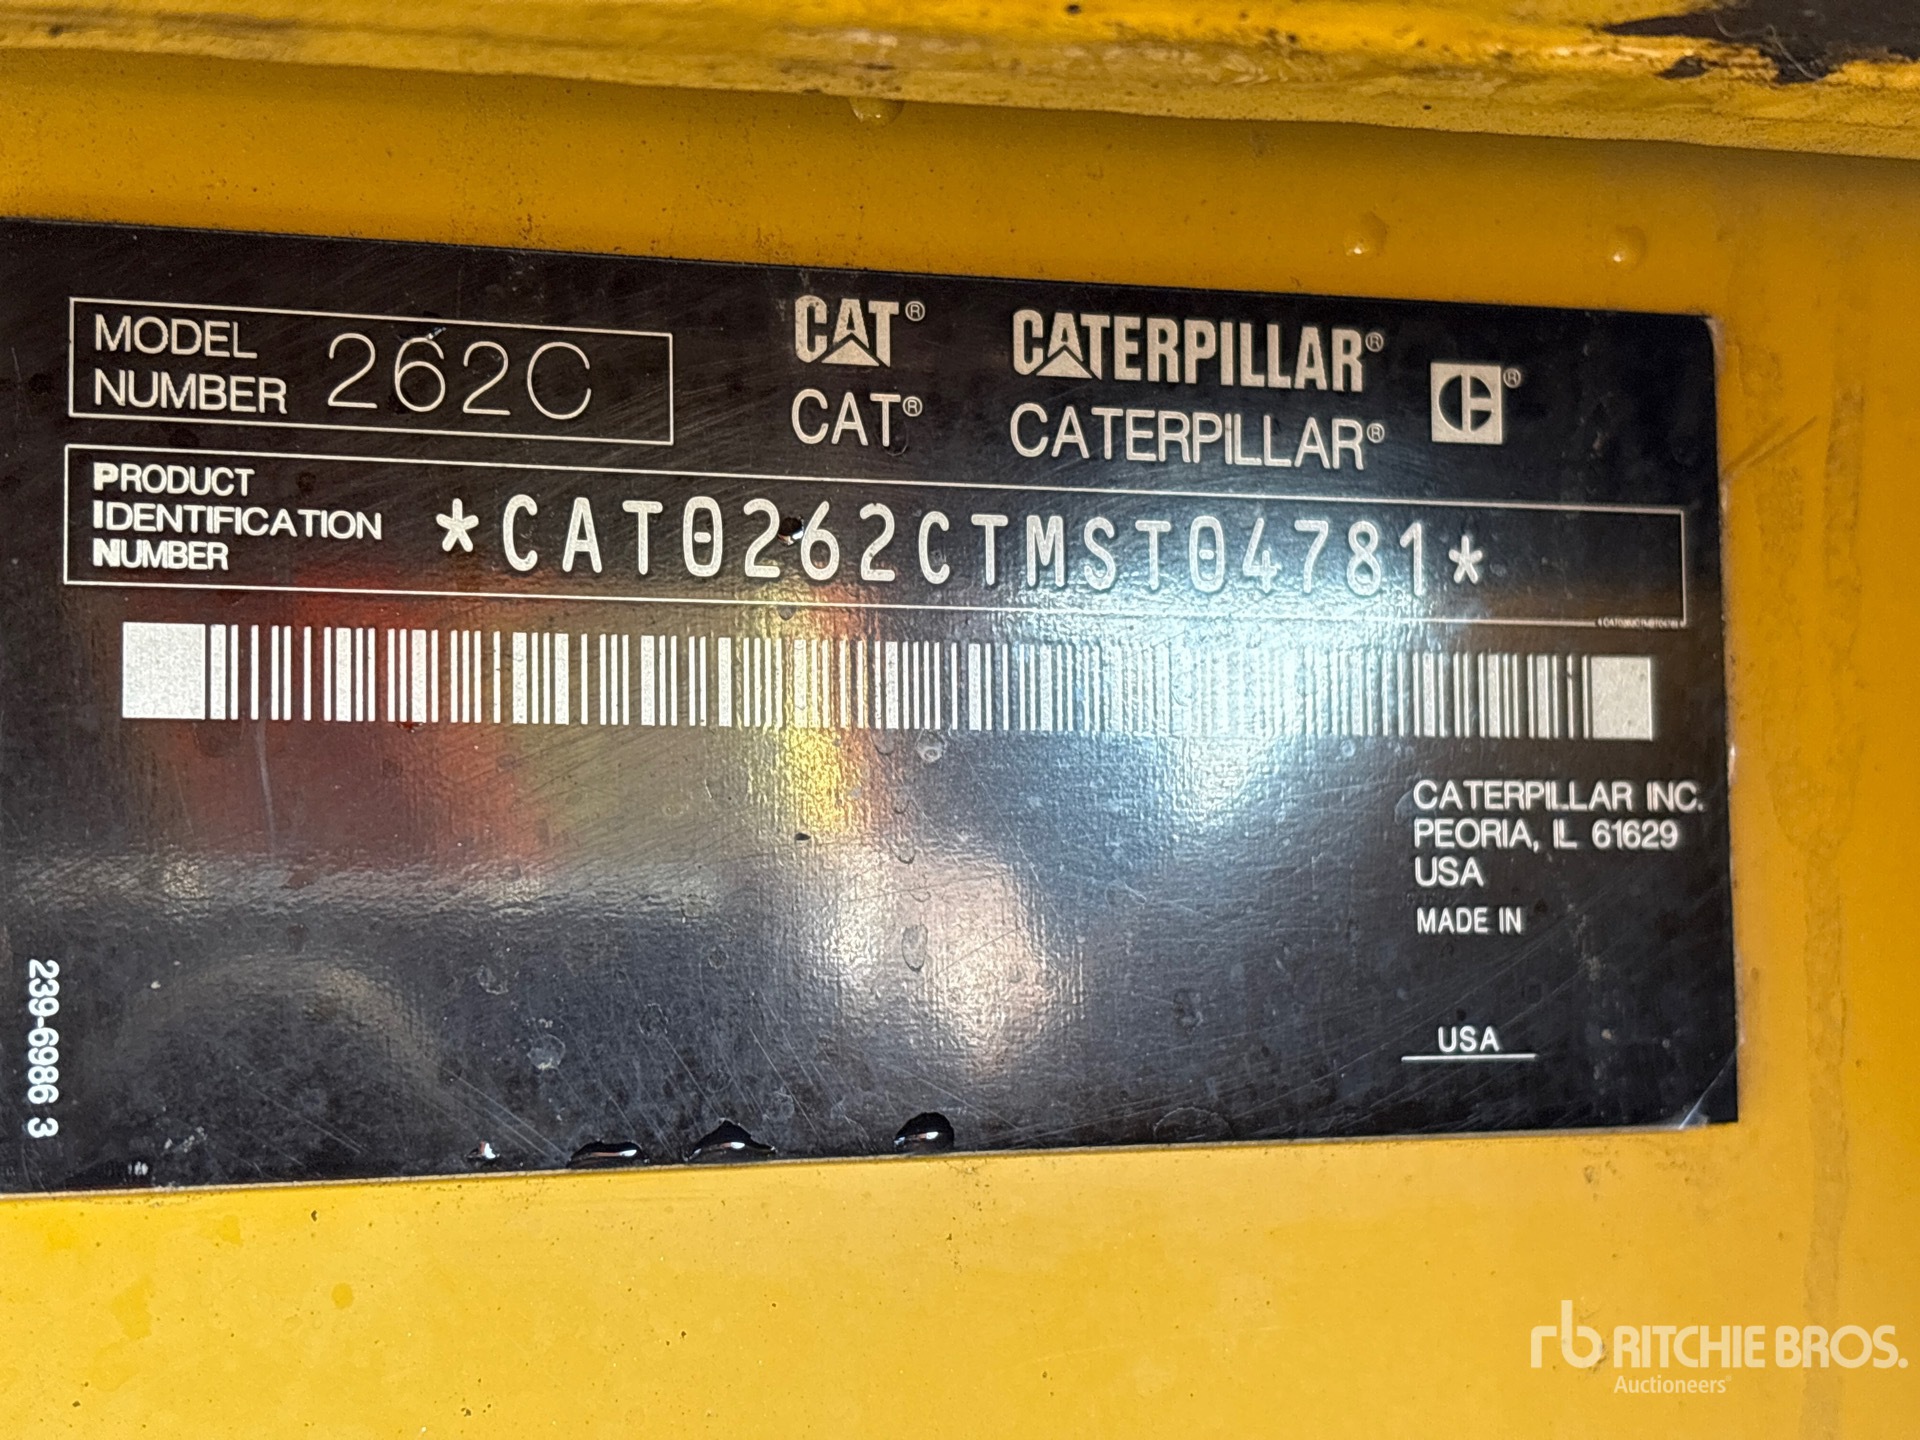 MODEL NUMBER 262C
CAT® CATERPILLAR®
CAT® CATERPILLAR® ®
PRODUCT
IDENTIFICATION
NUMBER
*CAT0262CTMST04781*
CATERPILLAR INC.
PEORIA, IL 61629
USA
MADE IN
USA
239-6986 3
rb RITCHIE BROS.
Auctioneers